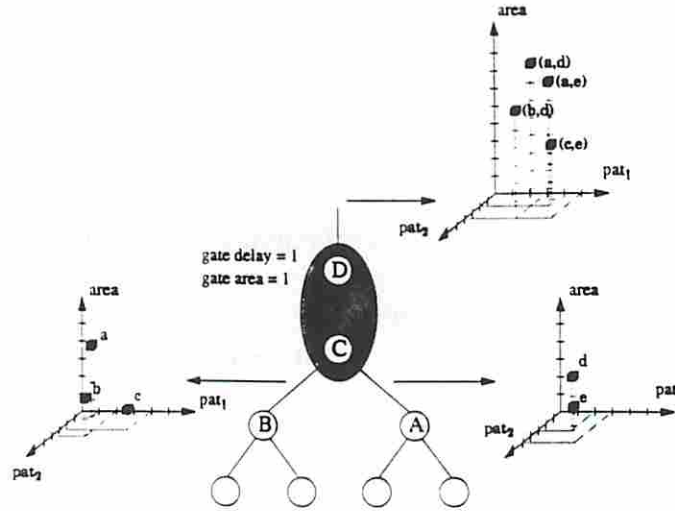 area
(a,d)
(a,e)
(b,d)
(c,e)
pat₁
pat₂
gate delay = 1
gate area = 1
D
C
area
a
b
c
pat₁
pat₂
area
d
e
pat
pat₂
B
A